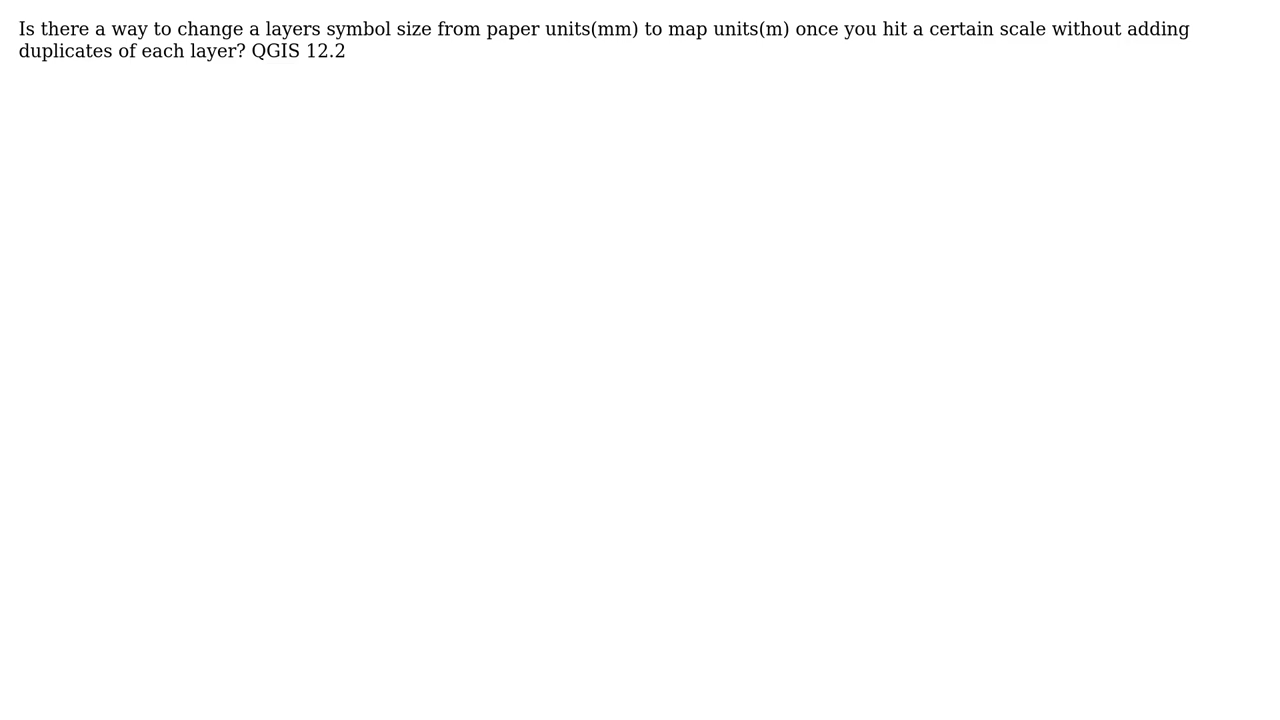 Is there a way to change a layers symbol size from paper units(mm) to map units(m) once you hit a certain scale without adding
duplicates of each layer? QGIS 12.2